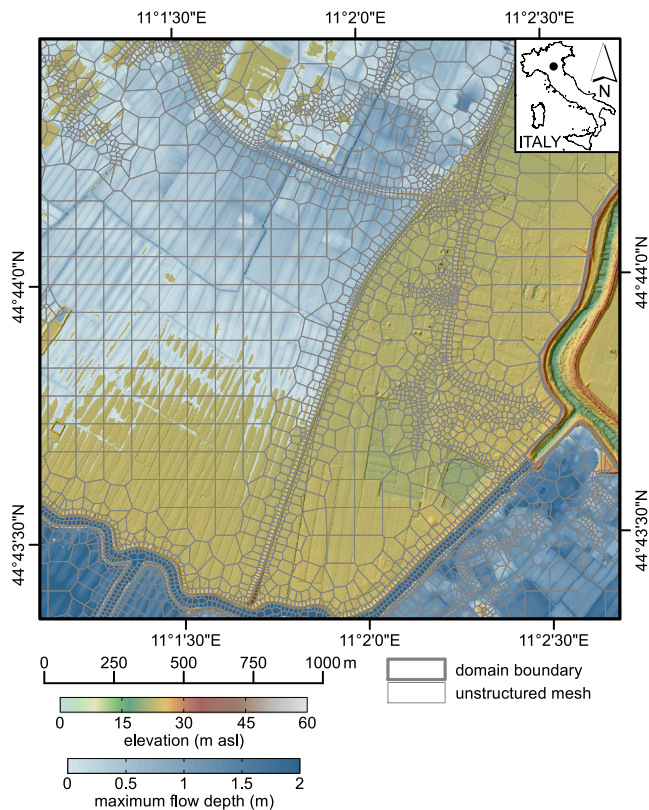 11°1'30"E 11°2'0"E 11°2'30"E
N
ITALY
44°44'0"N 44°44'0"N
44°43'30"N 44°43'30"N
11°1'30"E 11°2'0"E 11°2'30"E
0 250 500 750 1000 m
domain boundary
unstructured mesh
0 15 30 45 60
elevation (m asl)
0 0.5 1 1.5 2
maximum flow depth (m)